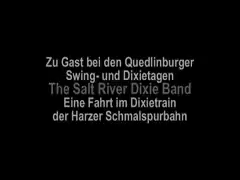 Zu Gast bei den Quedlinburger
Swing- und Dixietagen
The Salt River Dixie Band
Eine Fahrt im Dixietrain
der Harzer Schmalspurbahn